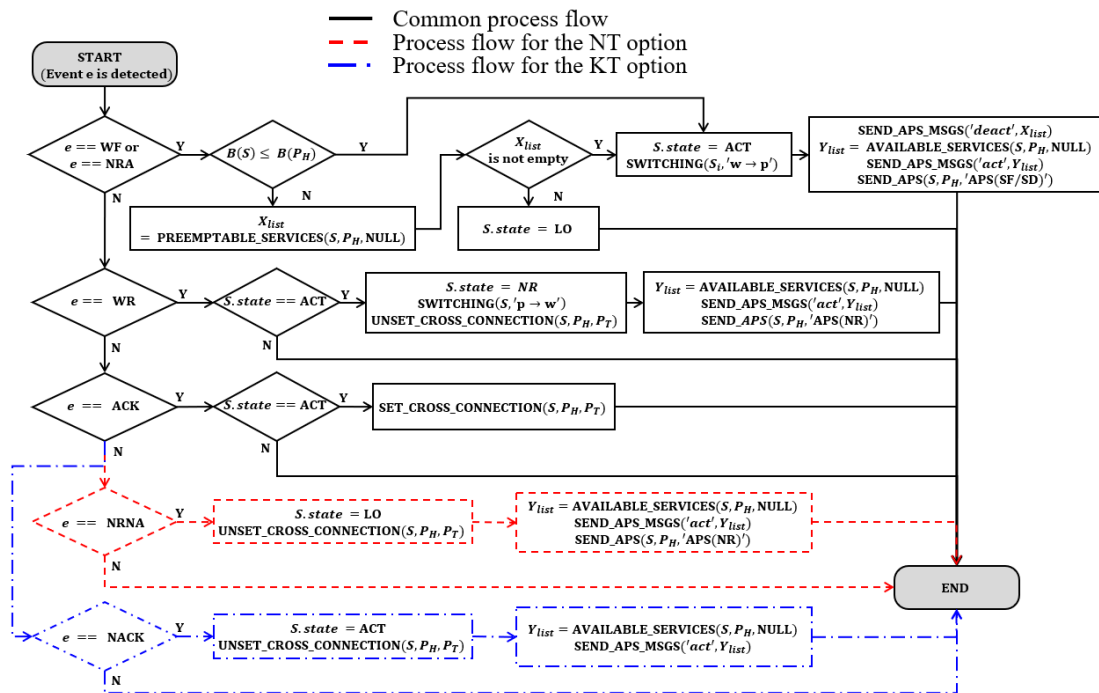 Common process flow
Process flow for the NT option
Process flow for the KT option
START
(Event e is detected)
e == WF or
e == NRA
Y
N
B(S) ≤ B(P_H)
Y
N
X_list
= PREEMPTABLE_SERVICES(S, P_H, NULL)
X_list
is not empty
Y
N
S.state = LO
S.state = ACT
SWITCHING(S_i, 'w → p')
SEND_APS_MSGS('deact', X_list)
Y_list = AVAILABLE_SERVICES(S, P_H, NULL)
SEND_APS_MSGS('act', Y_list)
SEND_APS(S, P_H, 'APS(SF/SD)')
e == WR
Y
N
S.state == ACT
Y
N
S.state = NR
SWITCHING(S, 'p → w')
UNSET_CROSS_CONNECTION(S, P_H, P_T)
Y_list = AVAILABLE_SERVICES(S, P_H, NULL)
SEND_APS_MSGS('act', Y_list)
SEND_APS(S, P_H, 'APS(NR)')
e == ACK
Y
N
S.state == ACT
Y
N
SET_CROSS_CONNECTION(S, P_H, P_T)
e == NRNA
Y
N
S.state = LO
UNSET_CROSS_CONNECTION(S, P_H, P_T)
Y_list = AVAILABLE_SERVICES(S, P_H, NULL)
SEND_APS_MSGS('act', Y_list)
SEND_APS(S, P_H, 'APS(NR)')
END
e == NACK
Y
N
S.state = ACT
UNSET_CROSS_CONNECTION(S, P_H, P_T)
Y_list = AVAILABLE_SERVICES(S, P_H, NULL)
SEND_APS_MSGS('act', Y_list)